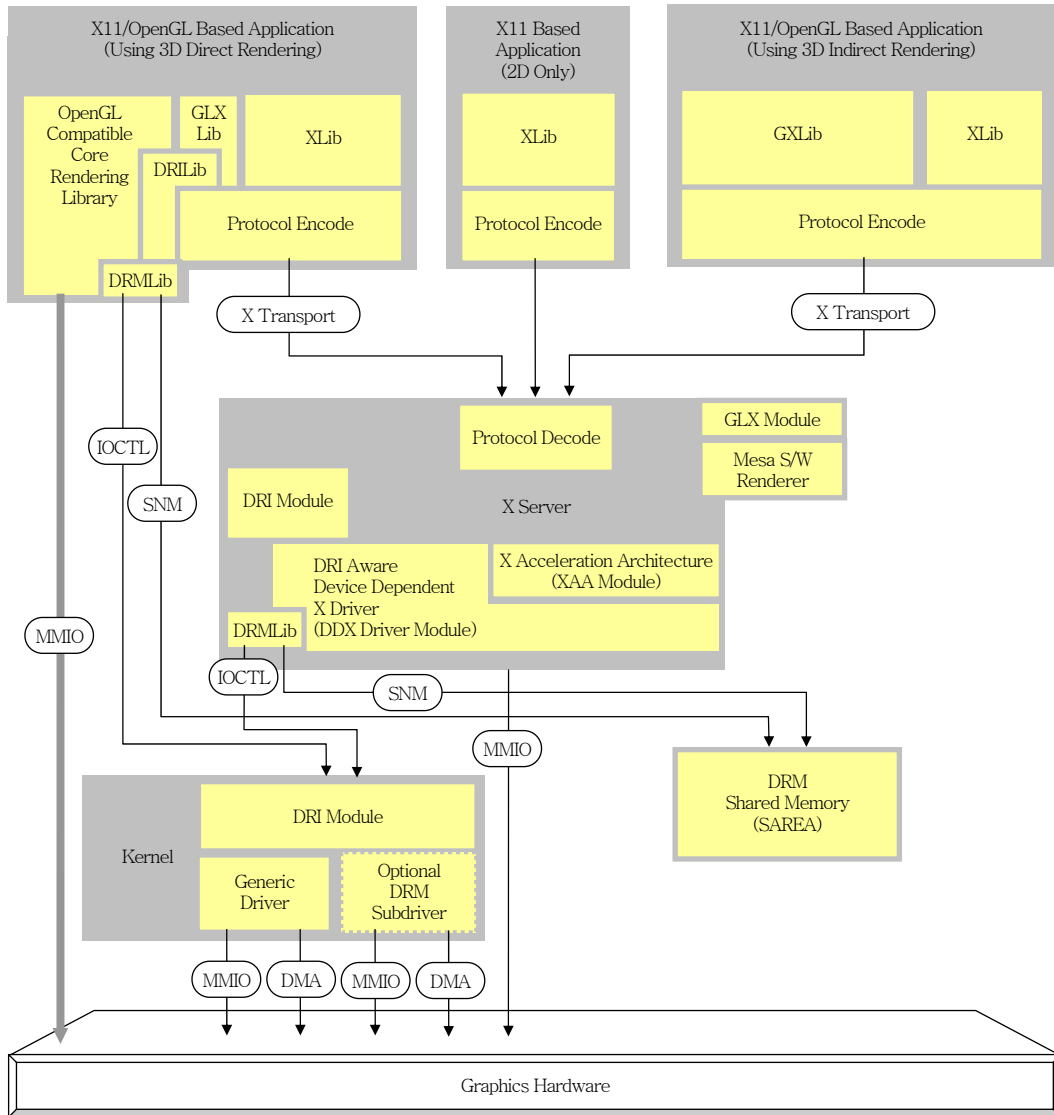 X11/OpenGL Based Application
(Using 3D Direct Rendering)
X11 Based
Application
(2D Only)
X11/OpenGL Based Application
(Using 3D Indirect Rendering)
OpenGL
Compatible
Core
Rendering
Library
GLX
Lib
DRILib
XLib
Protocol Encode
DRMLib
XLib
Protocol Encode
GXLib
XLib
Protocol Encode
X Transport
X Transport
IOCTL
SNM
MMIO
Protocol Decode
GLX Module
Mesa S/W
Renderer
DRI Module
X Server
DRI Aware
Device Dependent
X Driver
(DDX Driver Module)
X Acceleration Architecture
(XAA Module)
DRMLib
IOCTL
SNM
MMIO
DRM
Shared Memory
(SAREA)
DRI Module
Kernel
Generic
Driver
Optional
DRM
Subdriver
MMIO
DMA
MMIO
DMA
Graphics Hardware